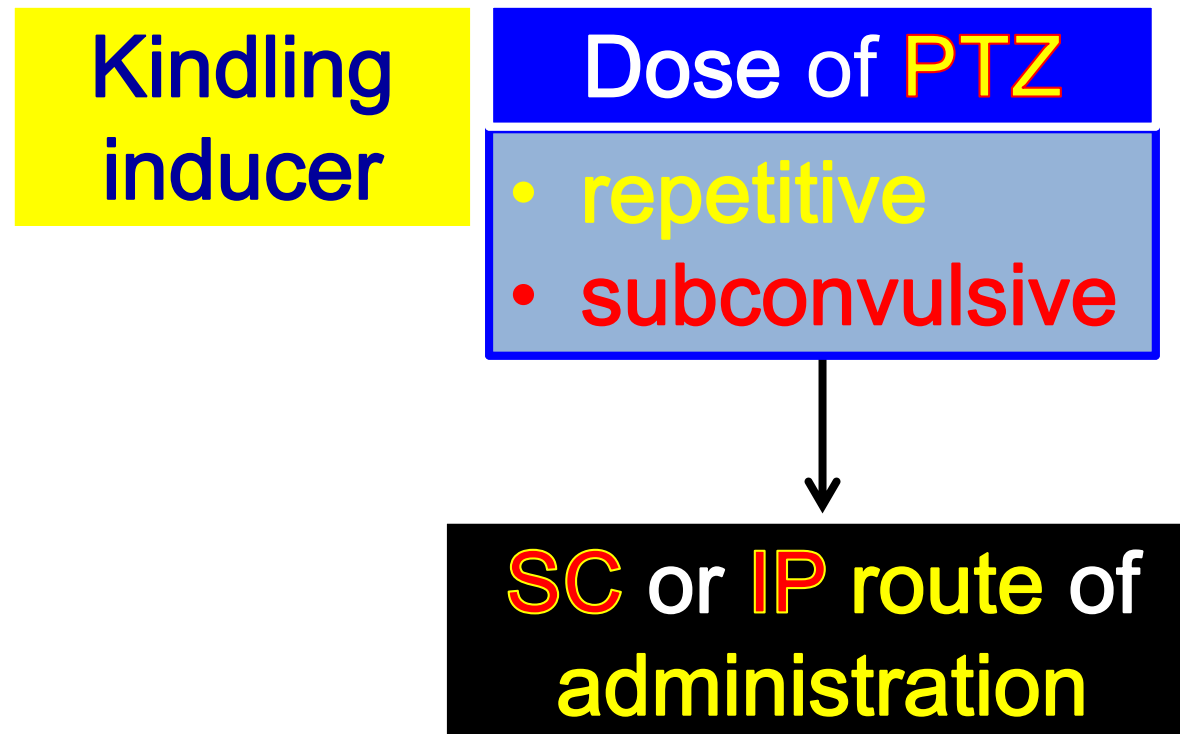 Kindling
inducer
Dose of PTZ
• repetitive
• subconvulsive
SC or IP route of
administration